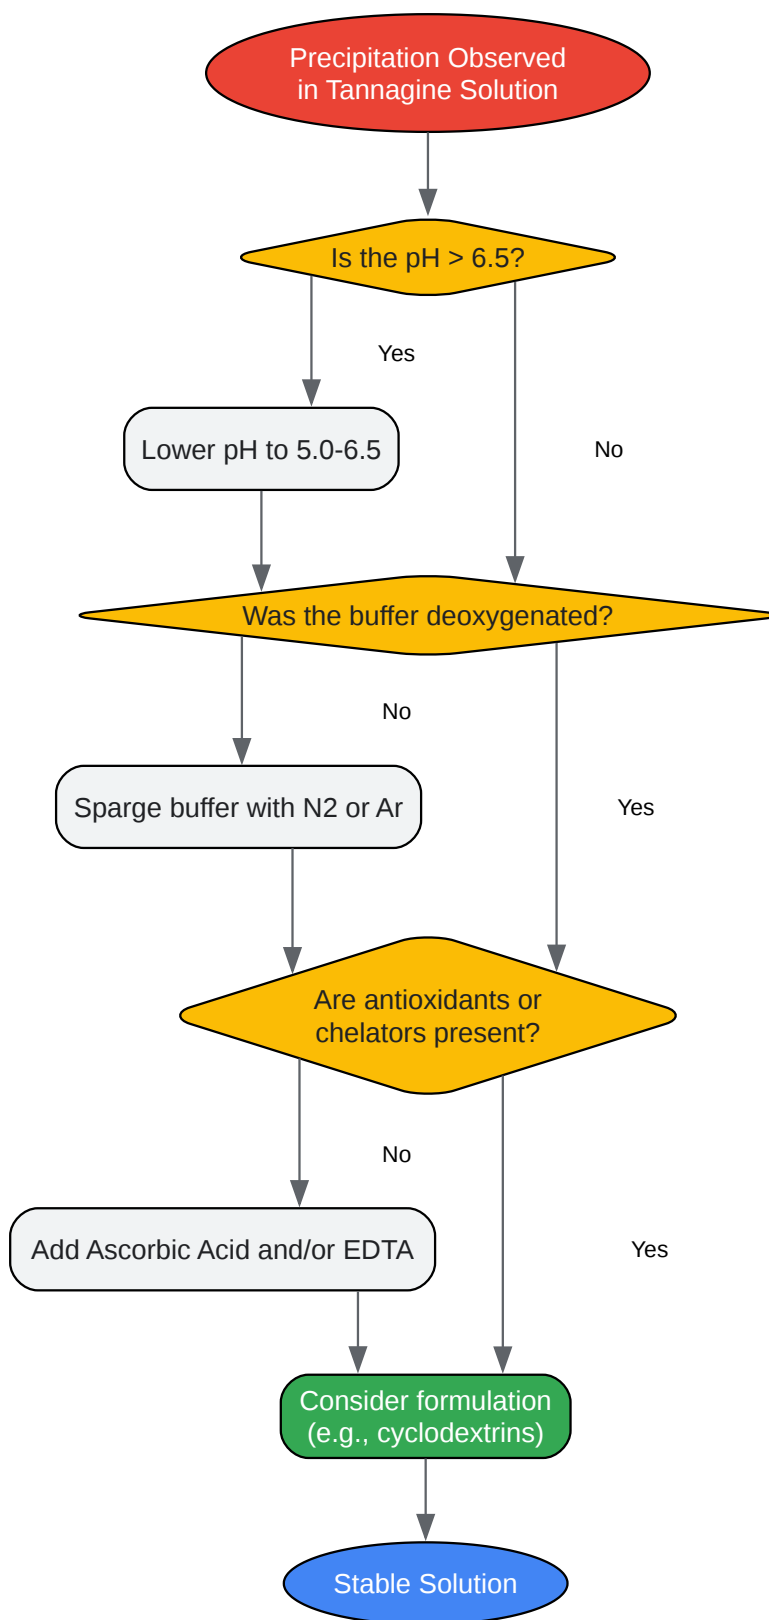 Precipitation Observed
in Tannagine Solution
Is the pH > 6.5?
Yes
Lower pH to 5.0-6.5
No
Was the buffer deoxygenated?
No
Sparge buffer with N2 or Ar
Yes
Are antioxidants or
chelators present?
No
Add Ascorbic Acid and/or EDTA
Yes
Consider formulation
(e.g., cyclodextrins)
Stable Solution